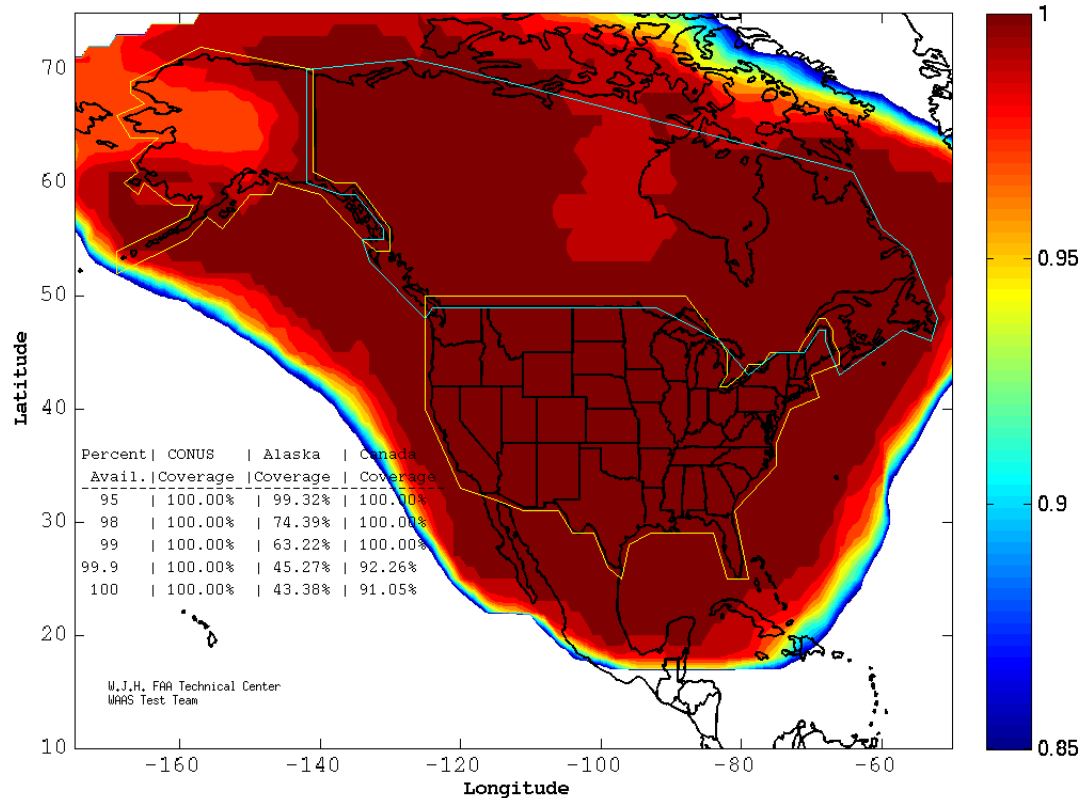 1
70
0.95
60
50
Latitude
40
Percent| CONUS | Alaska | Canada
Avail.|Coverage |Coverage | Coverage
95 | 100.00% | 99.32% | 100.00%
98 | 100.00% | 74.39% | 100.00%
99 | 100.00% | 63.22% | 100.00%
99.9 | 100.00% | 45.27% | 92.26%
100 | 100.00% | 43.38% | 91.05%
0.9
30
20
W.J.H. FAA Technical Center
WAAS Test Team
10
0.85
-160 -140 -120 -100 -80 -60
Longitude